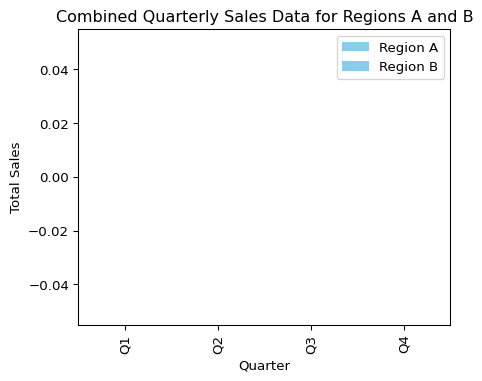 Combined Quarterly Sales Data for Regions A and B
Region A
Region B
0.04
0.02
0.00
−0.02
−0.04
Total Sales
Q1
Q2
Q3
Q4
Quarter